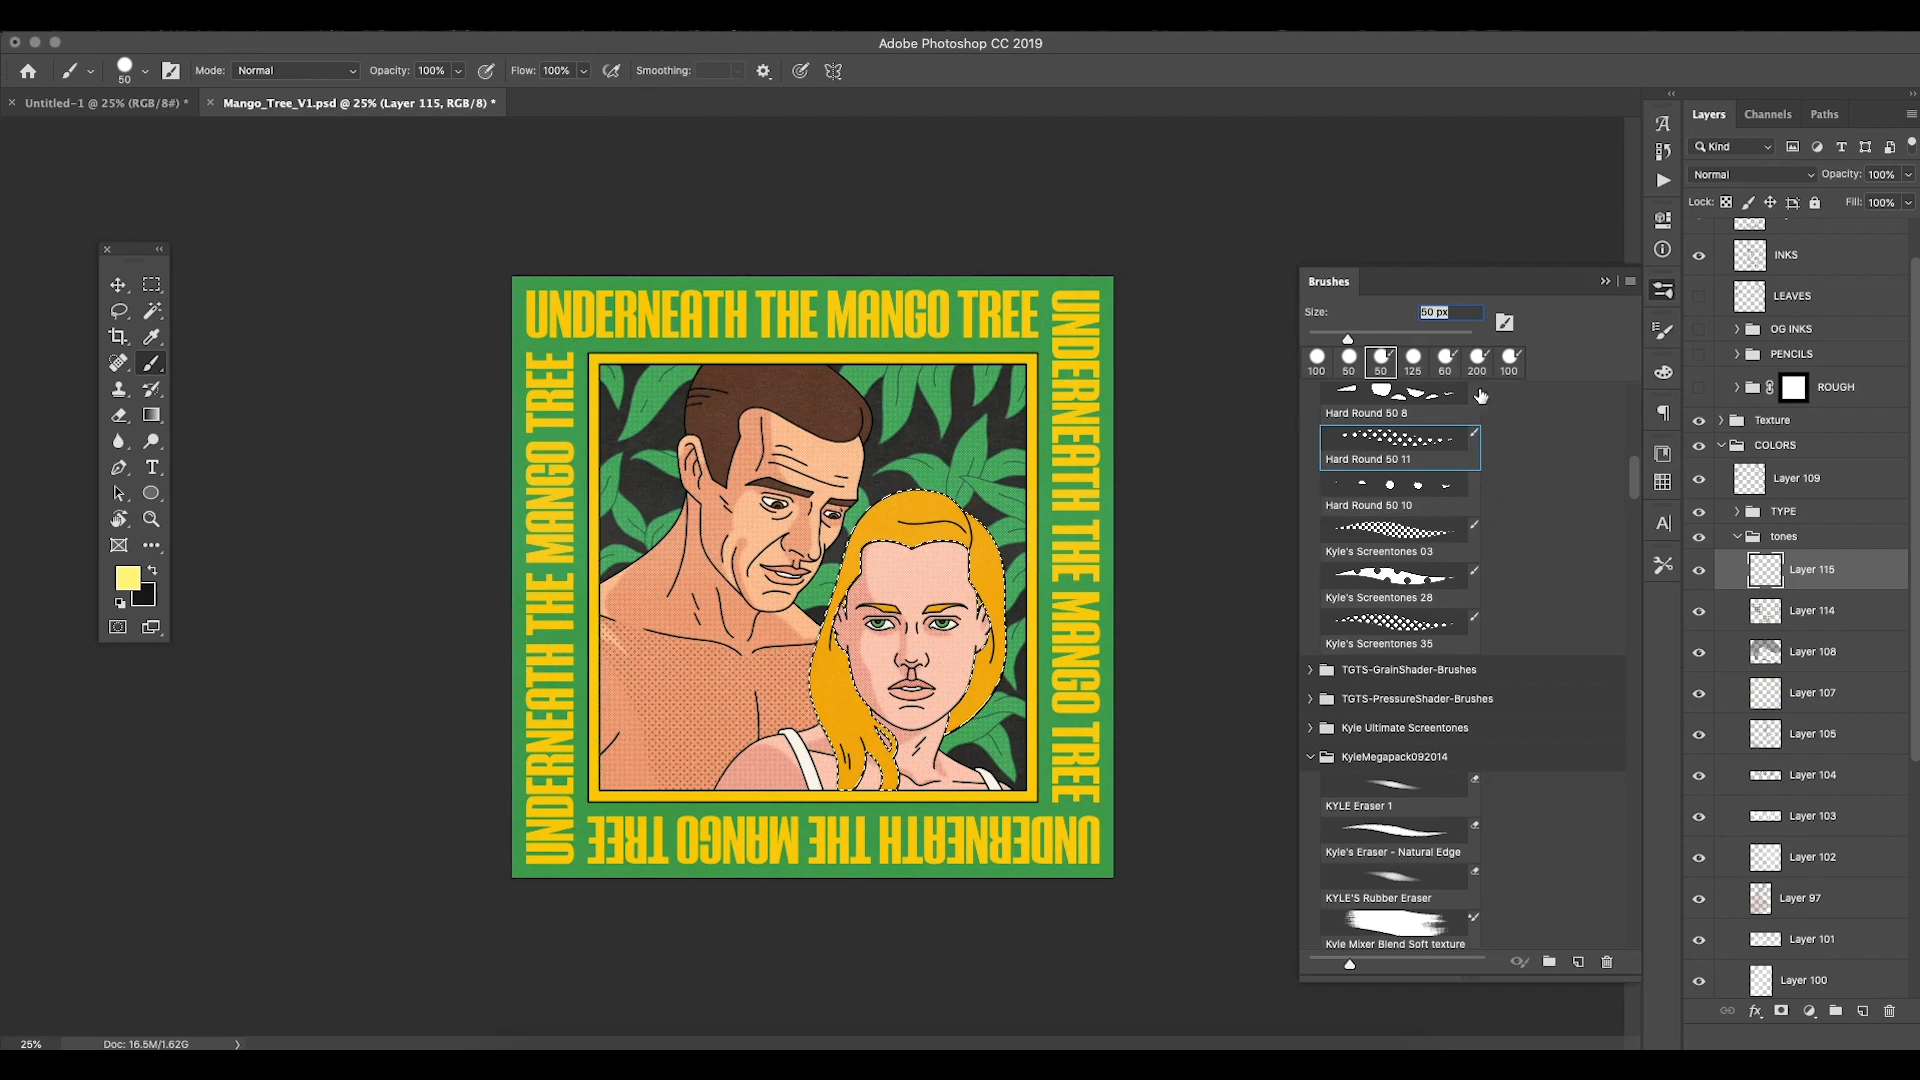 Adobe Photoshop CC 2019
50
Mode: Normal
Opacity: 100%
Flow: 100%
Smoothing:
Untitled-1 @ 25% (RGB/8#) *
Mango_Tree_V1.psd @ 25% (Layer 115, RGB/8) *
UNDERNEATH THE MANGO TREE
UNDERNEATH THE MANGO TREE
UNDERNEATH THE MANGO TREE
UNDERNEATH THE MANGO TREE
Brushes
Size: 50 px
100 50 50 125 60 200 100
Hard Round 50 8
Hard Round 50 11
Hard Round 50 10
Kyle's Screentones 03
Kyle's Screentones 28
Kyle's Screentones 35
TGTS-GrainShader-Brushes
TGTS-PressureShader-Brushes
Kyle Ultimate Screentones
KyleMegapack092014
KYLE Eraser 1
Kyle's Eraser - Natural Edge
KYLE'S Rubber Eraser
Kyle Mixer Blend Soft texture
Layers Channels Paths
Kind
Normal Opacity: 100%
Lock: Fill: 100%
INKS
LEAVES
OG INKS
PENCILS
ROUGH
Texture
COLORS
Layer 109
TYPE
tones
Layer 115
Layer 114
Layer 108
Layer 107
Layer 105
Layer 104
Layer 103
Layer 102
Layer 97
Layer 101
Layer 100
fx
25% Doc: 16.5M/1.62G